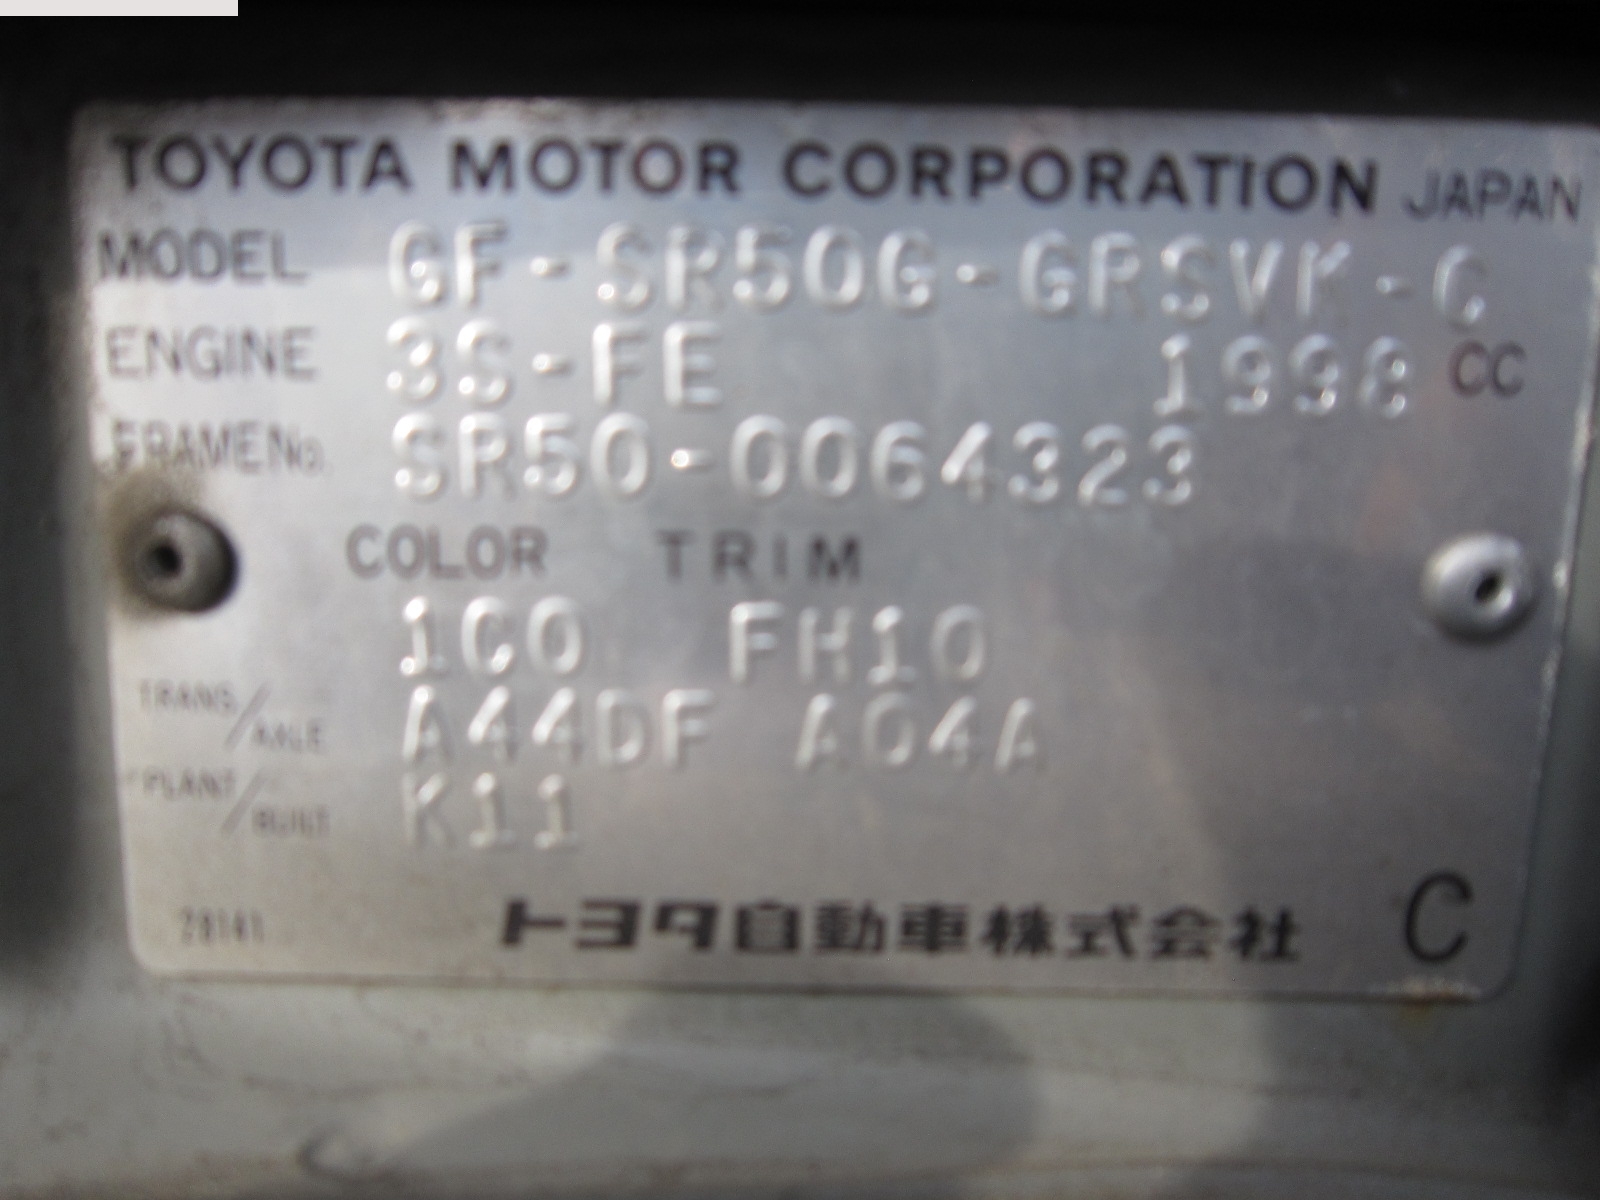 TOYOTA MOTOR CORPORATION JAPAN
MODEL GF-SR50G-GRSVK-C
ENGINE 3S-FE 1998 CC
FRAME No. SR50-0064323
COLOR TRIM
1C0 FH10
TRANS/AXLE A44DF A04A
PLANT/BUILT K11
28141 トヨタ自動車株式会社 C